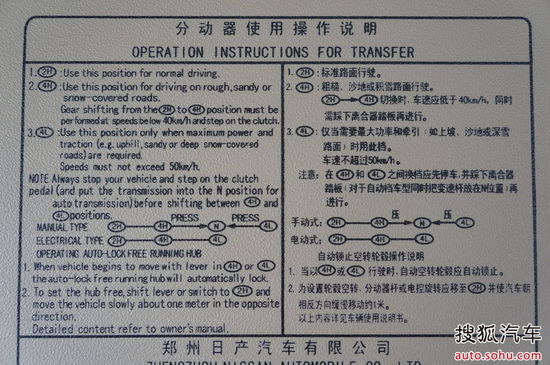 分动器使用操作说明
OPERATION INSTRUCTIONS FOR TRANSFER
1. 2H : Use this position for normal driving.
2. 4H : Use this position for driving on rough, sandy or
snow-covered roads.
Gear shifting from the 2H to 4H position must be
performed at speeds below 40km/h and step on the clutch.
3. 4L : Use this position only when maximum power and
traction (e.g. uphill, sandy or deep snow-covered
roads) are required.
Speeds must not exceed 50km/h.
NOTE Always stop your vehicle and step on the clutch
pedal (and put the transmission into the N position for
auto transmission) before shifting between 4H and
4L positions.
PRESS PRESS
MANUAL TYPE 2H 4H N 4L
ELECTRICAL TYPE 2H 4H 4L
OPERATING AUTO-LOCK FREE RUNNING HUB
1. When vehicle begins to move with lever in 4H or 4L
the auto-lock free running hub will automatically lock.
2. To set the hub free, shift lever or switch to 2H and
move the vehicle slowly about one meter in the opposite
direction.
Detailed content refer to owner's manual.
1. 2H : 标准路面行驶。
2. 4H : 粗糙、沙地或积雪路面行驶。
2H 4H 切换时，车速应低于40km/h，同时
需踩下离合器踏板再进行。
3. 4L : 仅当需要最大功率和牵引（如上坡、沙地或深雪
路面）时用此档。
车速不超过50km/h。
注意：在 4H 和 4L 之间换档应先停车，并踩下离合器
踏板（对于自动档车型同时把变速杆放在N位置）再
进行。
压 压
手动式： 2H 4H N 4L
电动式： 2H 4H 4L
自动锁止空转轮毂操作说明
1. 当以 4H 或 4L 行驶时，自动空转轮毂应自动锁止。
2. 为设置轮毂空转，分动器杆或电控旋转应移至 2H 并使汽车朝
相反方向缓慢移动约1米。
以上内容详见车辆使用说明书。
郑州日产汽车有限公司
ZHENGZHOU NISSAN AUTOMOBILE CO., LTD.
搜狐汽车
auto.sohu.com